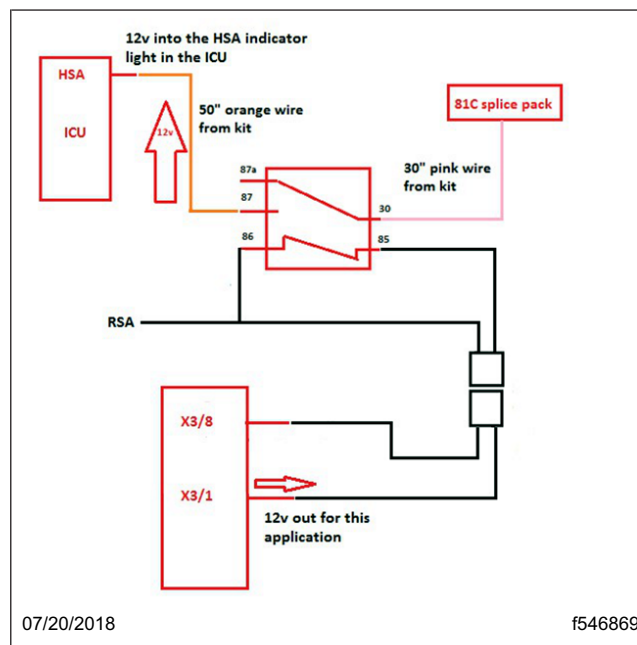 12v into the HSA indicator
light in the ICU
HSA
ICU
12v
50" orange wire
from kit
81C splice pack
30" pink wire
from kit
87a
87
30
86
85
RSA
X3/8
X3/1
12v out for this
application
07/20/2018
f546869